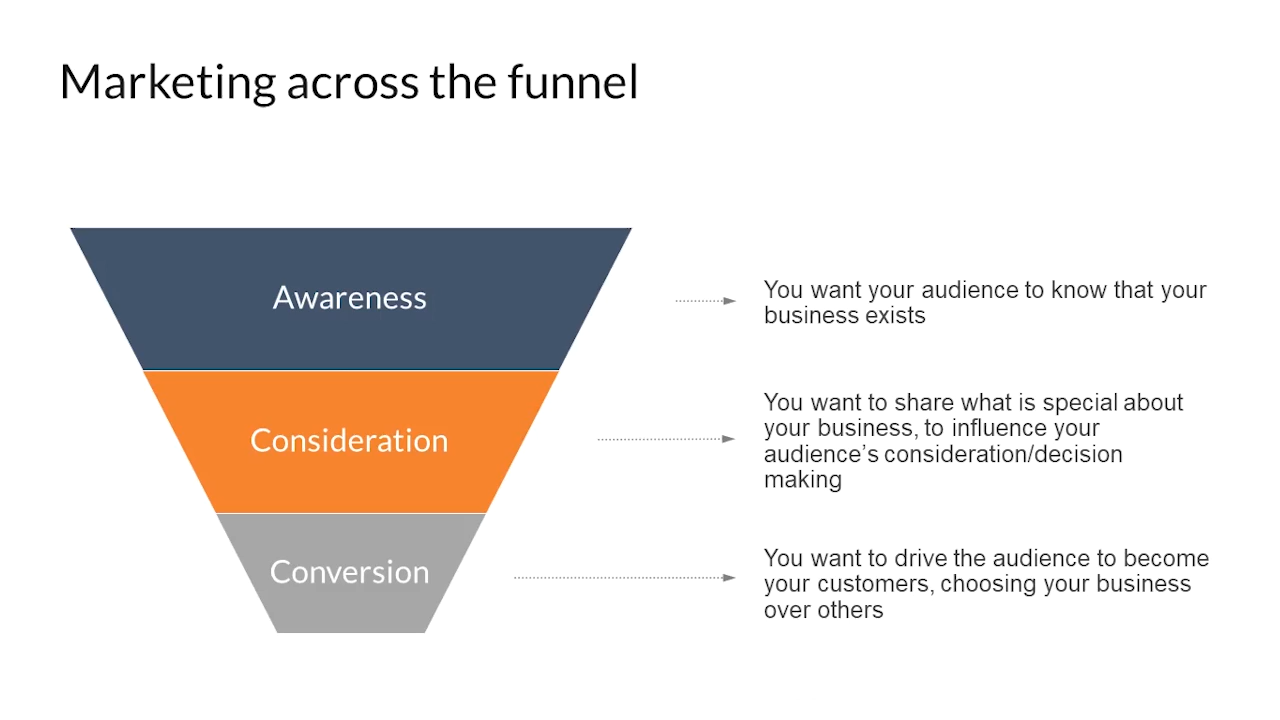 Marketing across the funnel
Awareness
You want your audience to know that your
business exists
Consideration
You want to share what is special about
your business, to influence your
audience’s consideration/decision
making
Conversion
You want to drive the audience to become
your customers, choosing your business
over others